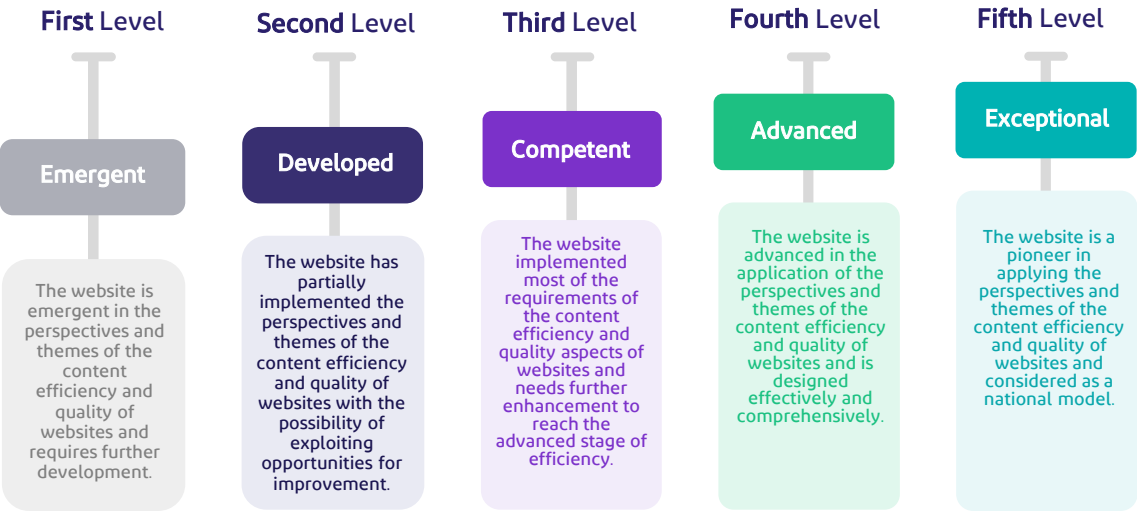 First Level
Second Level
Third Level
Fourth Level
Fifth Level
Emergent
Developed
Competent
Advanced
Exceptional
The website is
emergent in the
perspectives and
themes of the
content
efficiency and
quality of
websites and
requires further
development.
The website has
partially
implemented the
perspectives and
themes of the
content efficiency
and quality of
websites with the
possibility of
exploiting
opportunities for
improvement.
The website
implemented
most of the
requirements of
the content
efficiency and
quality aspects of
websites and
needs further
enhancement to
reach the
advanced stage of
efficiency.
The website is
advanced in the
application of the
perspectives and
themes of the
content efficiency
and quality of
websites and is
designed
effectively and
comprehensively.
The website is a
pioneer in
applying the
perspectives and
themes of the
content efficiency
and quality of
websites and
considered as a
national model.